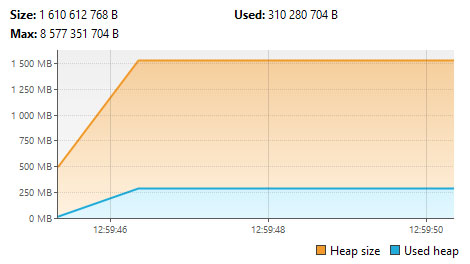 Size: 1 610 612 768 B Used: 310 280 704 B
Max: 8 577 351 704 B
1 500 MB
1 250 MB
1 000 MB
750 MB
500 MB
250 MB
0 MB
12:59:46 12:59:48 12:59:50
Heap size Used heap